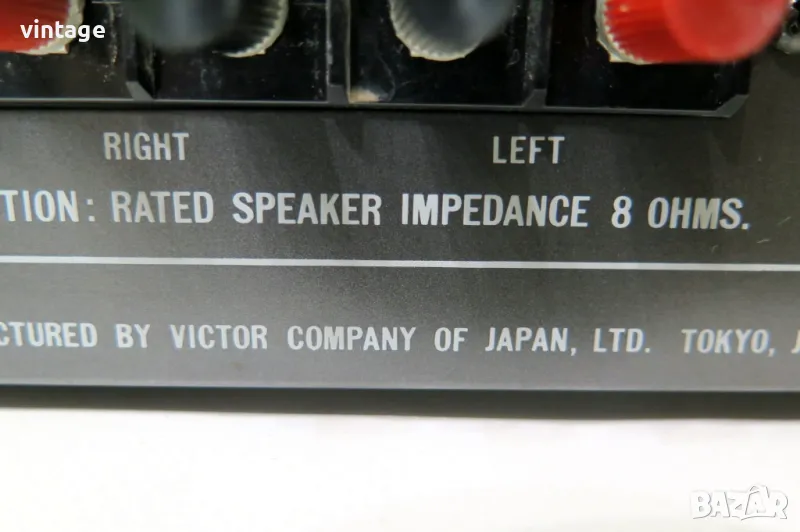 vintage
RIGHT LEFT
TION: RATED SPEAKER IMPEDANCE 8 OHMS.
CTURED BY VICTOR COMPANY OF JAPAN, LTD. TOKYO, J
BAZAR